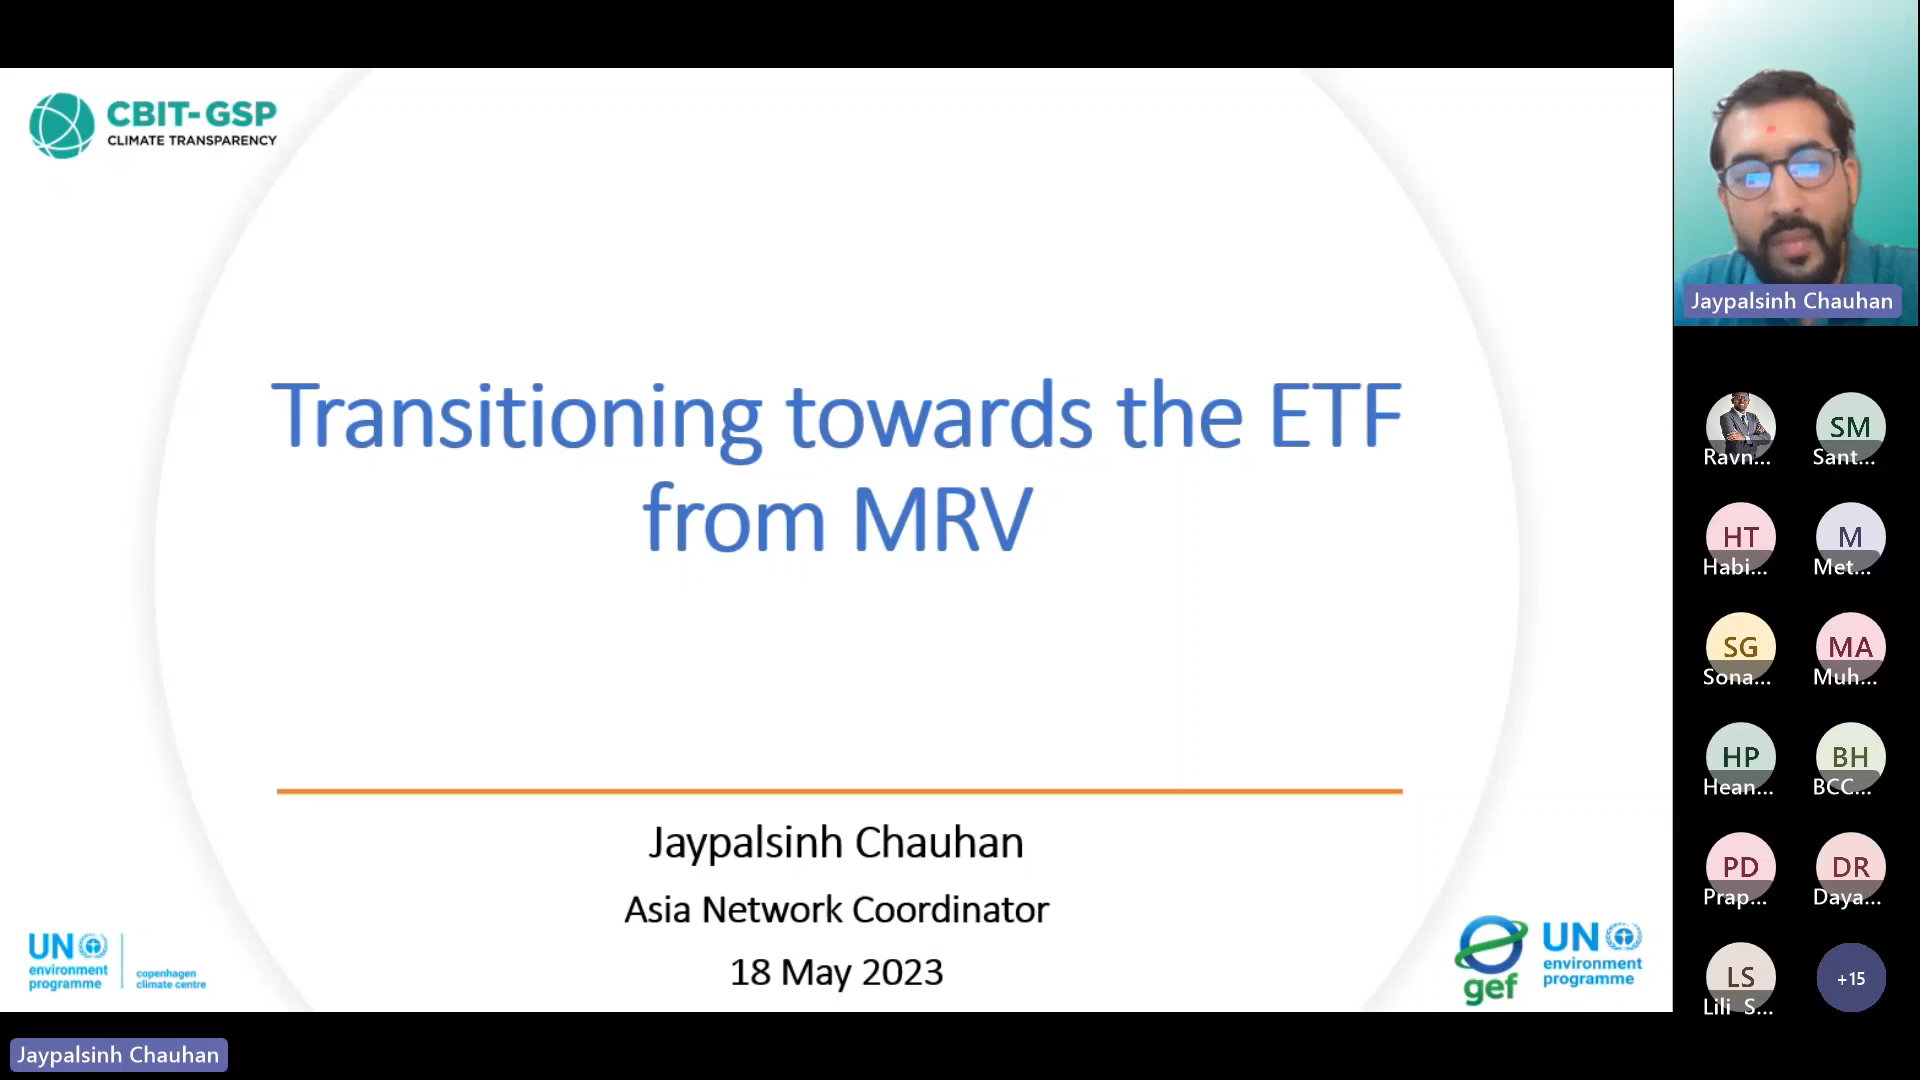 CBIT-GSP
CLIMATE TRANSPARENCY
Transitioning towards the ETF
from MRV
Jaypalsinh Chauhan
Asia Network Coordinator
18 May 2023
UN
environment
programme
copenhagen
climate centre
gef
UN
environment
programme
Jaypalsinh Chauhan
Jaypalsinh Chauhan
Ravn...
SM
Sant...
HT
Habi...
M
Met...
SG
Sona...
MA
Muh...
HP
Hean...
BH
BCC...
PD
Prap...
DR
Daya...
LS
Lili S...
+15